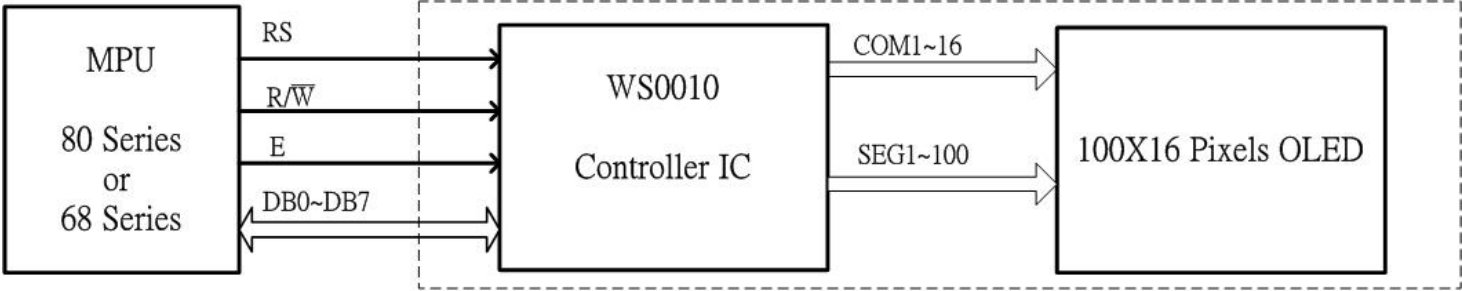 MPU
80 Series
or
68 Series
RS
R/W̅
E
DB0~DB7
WS0010
Controller IC
COM1~16
SEG1~100
100X16 Pixels OLED